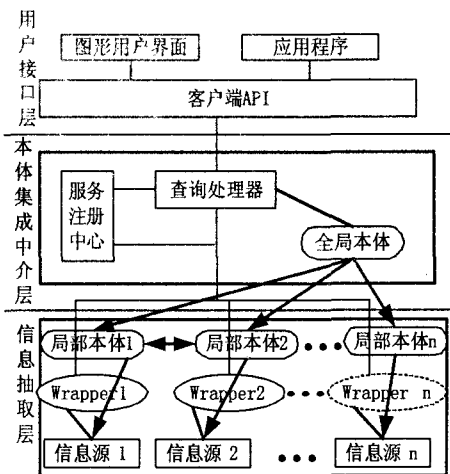 用户接口层
图形用户界面
应用程序
客户端API
本体集成中介层
服务
注册
中心
查询处理器
全局本体
信息抽取层
局部本体1
局部本体2
局部本体n
Wrapper1
Wrapper2
Wrapper n
信息源 1
信息源 2
信息源 n